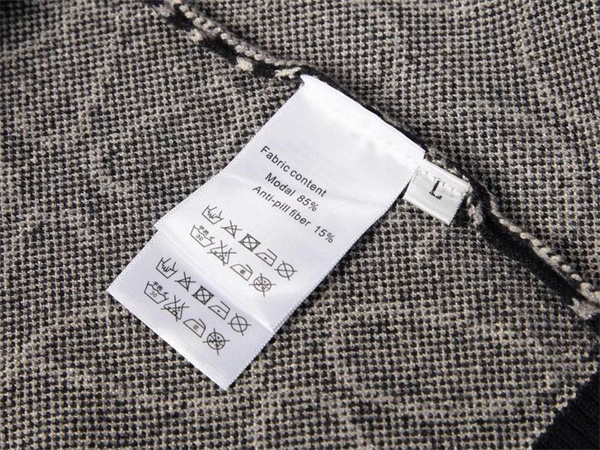 Fabric content
Modal 85%
Anti-pill fiber 15%
L